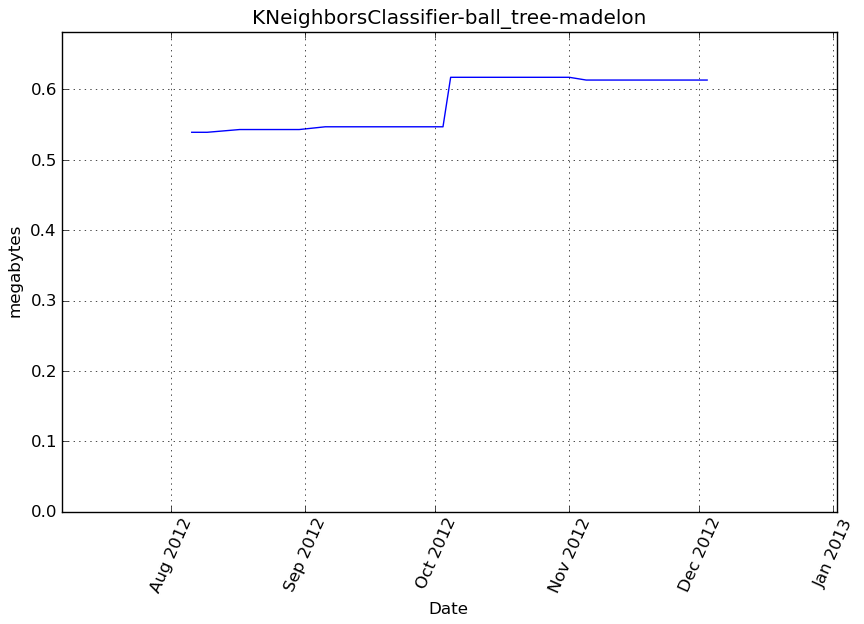 KNeighborsClassifier-ball_tree-madelon
0.6
0.5
0.4
0.3
0.2
0.1
0.0
megabytes
Aug 2012
Sep 2012
Oct 2012
Nov 2012
Dec 2012
Jan 2013
Date